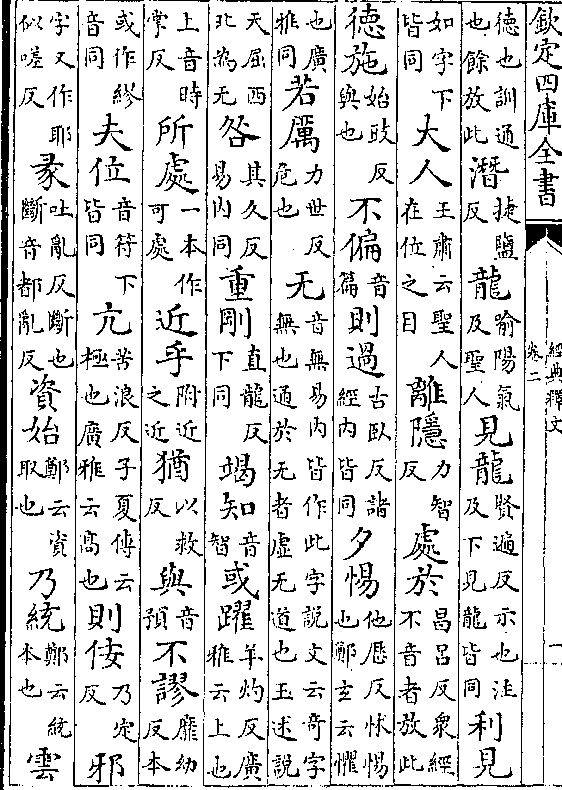 欽定四庫全書
經典釋文
卷二
一
德也訓通也餘放此潛捷鹽反龍喻陽氣及聖人見龍賢遍反示也注及下見龍皆同利見
如字下皆同大人王肅云聖人在位之目離隱力智反處於昌呂反衆經不音者放此
德施始豉反與也不偏音篇則過古臥反諸經內皆同夕惕他歷反怵惕也鄭玄云懼
也廣雅同若厲力世反危也无音無易內皆作此字說文云奇字無也通於无者虛无道也王述說
天屈西北為无咎其久反易內同重剛直龍反下同竭知音智或躍羊灼反廣雅云上也
上音時常反所處一本作可處近乎附近之近猶以救反與音預不謬靡幼反本
或作繆音同夫位音符下皆同亢苦浪反子夏傳云極也廣雅云高也則佞乃定反邪
字又作耶似嗟反彖吐亂反斷也斷音都亂反資始鄭云資取也乃統鄭云統本也雲